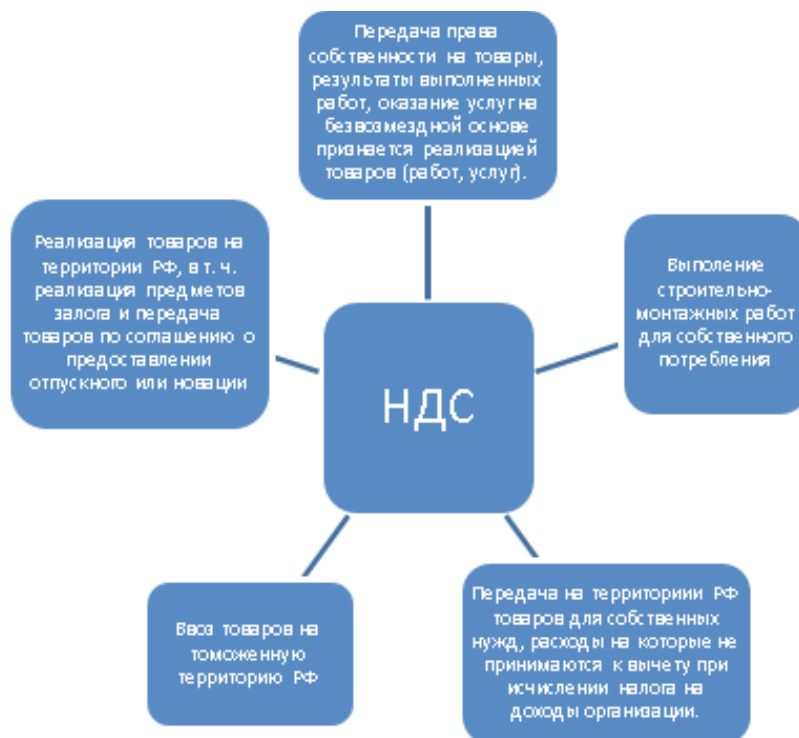 Передача права
собственности на товары,
результаты выполненных
работ, оказание услуг на
безвозмездной основе
признается реализацией
товаров (работ, услуг).
Реализация товаров на
территории РФ, в т. ч.
реализация предметов
залога и передача
товаров по соглашению о
предоставлении
отпускного или новации
Выполение
строительно-
монтажных работ
для собственного
потребления
НДС
Ввоз товаров на
томоженную
территорию РФ
Передача на территориии РФ
товаров для собственных
нужд, расходы на которые не
принимаются к вычету при
исчислении налога на
доходы организации.